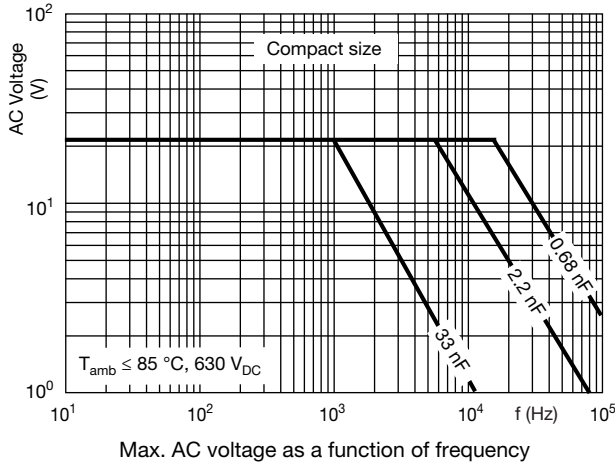 10²
AC Voltage
(V)
Compact size
10¹
0.68 nF
2.2 nF
33 nF
T_amb ≤ 85 °C, 630 V_DC
10⁰
10¹ 10² 10³ 10⁴ f (Hz) 10⁵
Max. AC voltage as a function of frequency